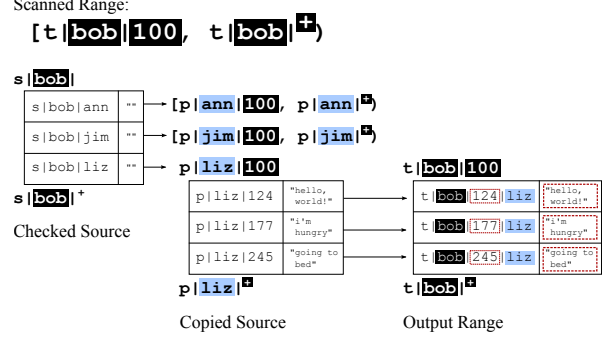 Scanned Range:
[t|bob|100, t|bob|+)
s|bob|
s|bob|ann "" [p|ann|100, p|ann|+)
s|bob|jim "" [p|jim|100, p|jim|+)
s|bob|liz "" p|liz|100 t|bob|100
s|bob|+
Checked Source
p|liz|124 "hello, world!" t|bob|124|liz "hello, world!"
p|liz|177 "i'm hungry" t|bob|177|liz "i'm hungry"
p|liz|245 "going to bed" t|bob|245|liz "going to bed"
p|liz|+ t|bob|+
Copied Source Output Range